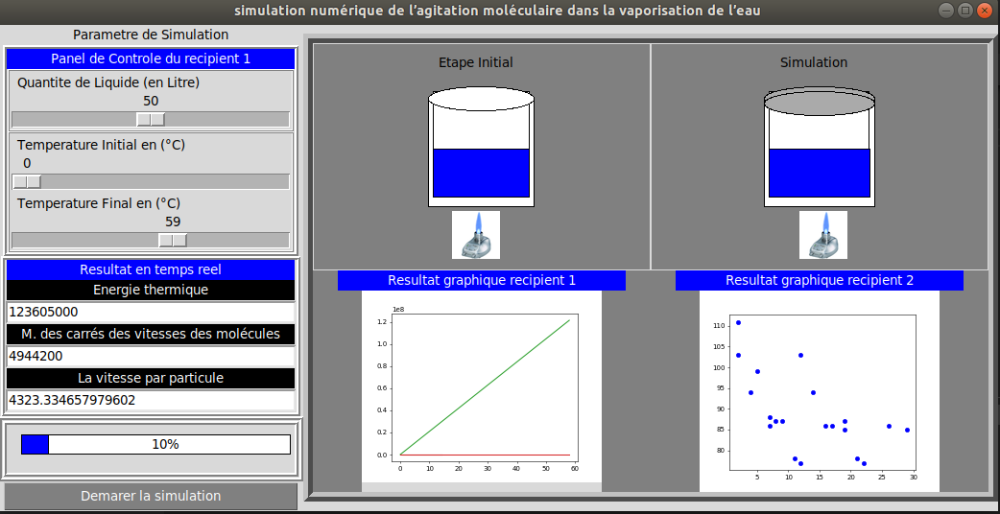 simulation numérique de l'agitation moléculaire dans la vaporisation de l'eau
Parametre de Simulation
Panel de Controle du recipient 1
Quantite de Liquide (en Litre)
50
Temperature Initial en (°C)
0
Temperature Final en (°C)
59
Resultat en temps reel
Energie thermique
123605000
M. des carrés des vitesses des molécules
4944200
La vitesse par particule
4323.334657979602
10%
Demarer la simulation
Etape Initial
Simulation
Resultat graphique recipient 1
1e8
1.2
1.0
0.8
0.6
0.4
0.2
0.0
0 10 20 30 40 50 60
Resultat graphique recipient 2
110
105
100
95
90
85
80
5 10 15 20 25 30